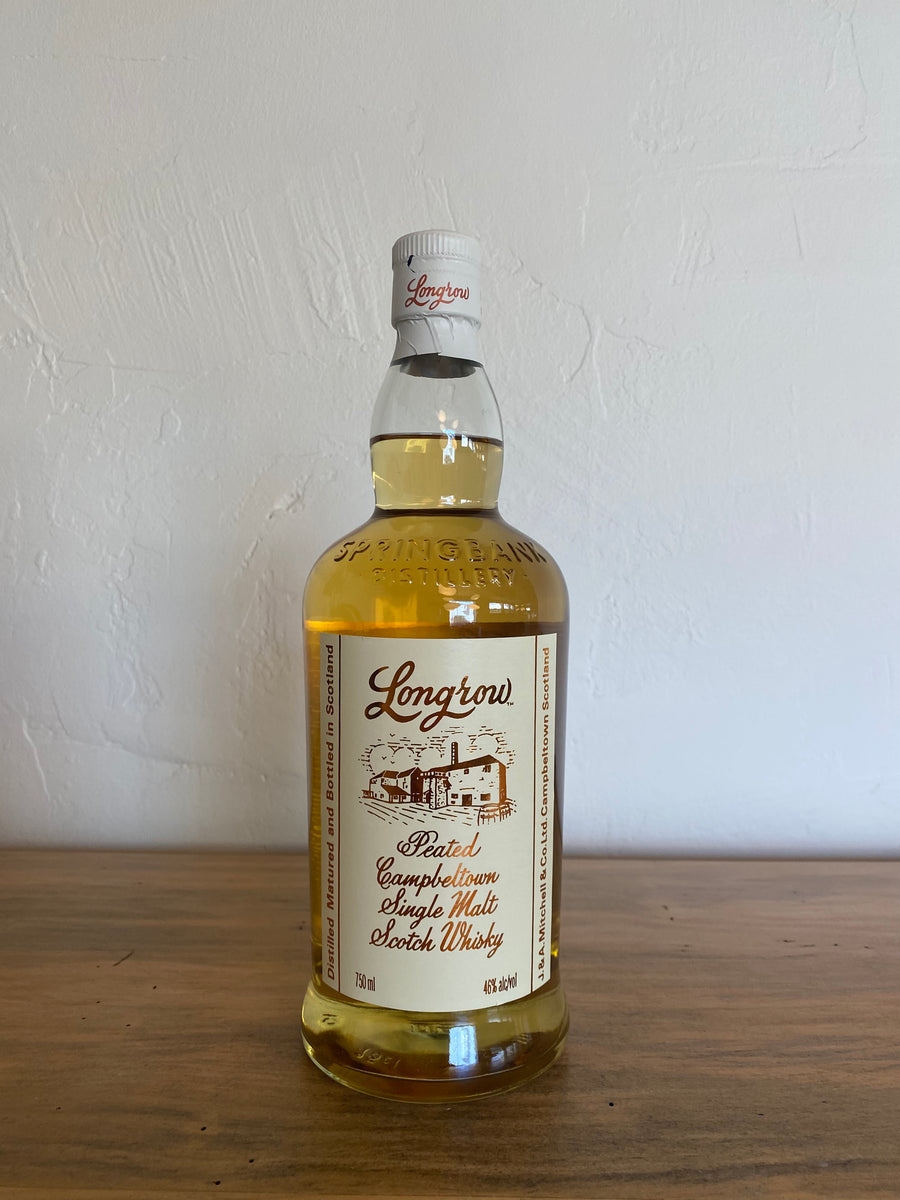 Longrow
SPRINGBANK
DISTILLERY
Distilled Matured and Bottled in Scotland
Longrow™
Peated
Campbeltown
Single Malt
Scotch Whisky
750 ml
46% alc/vol
J.&A.Mitchell & Co.Ltd.Campbeltown Scotland